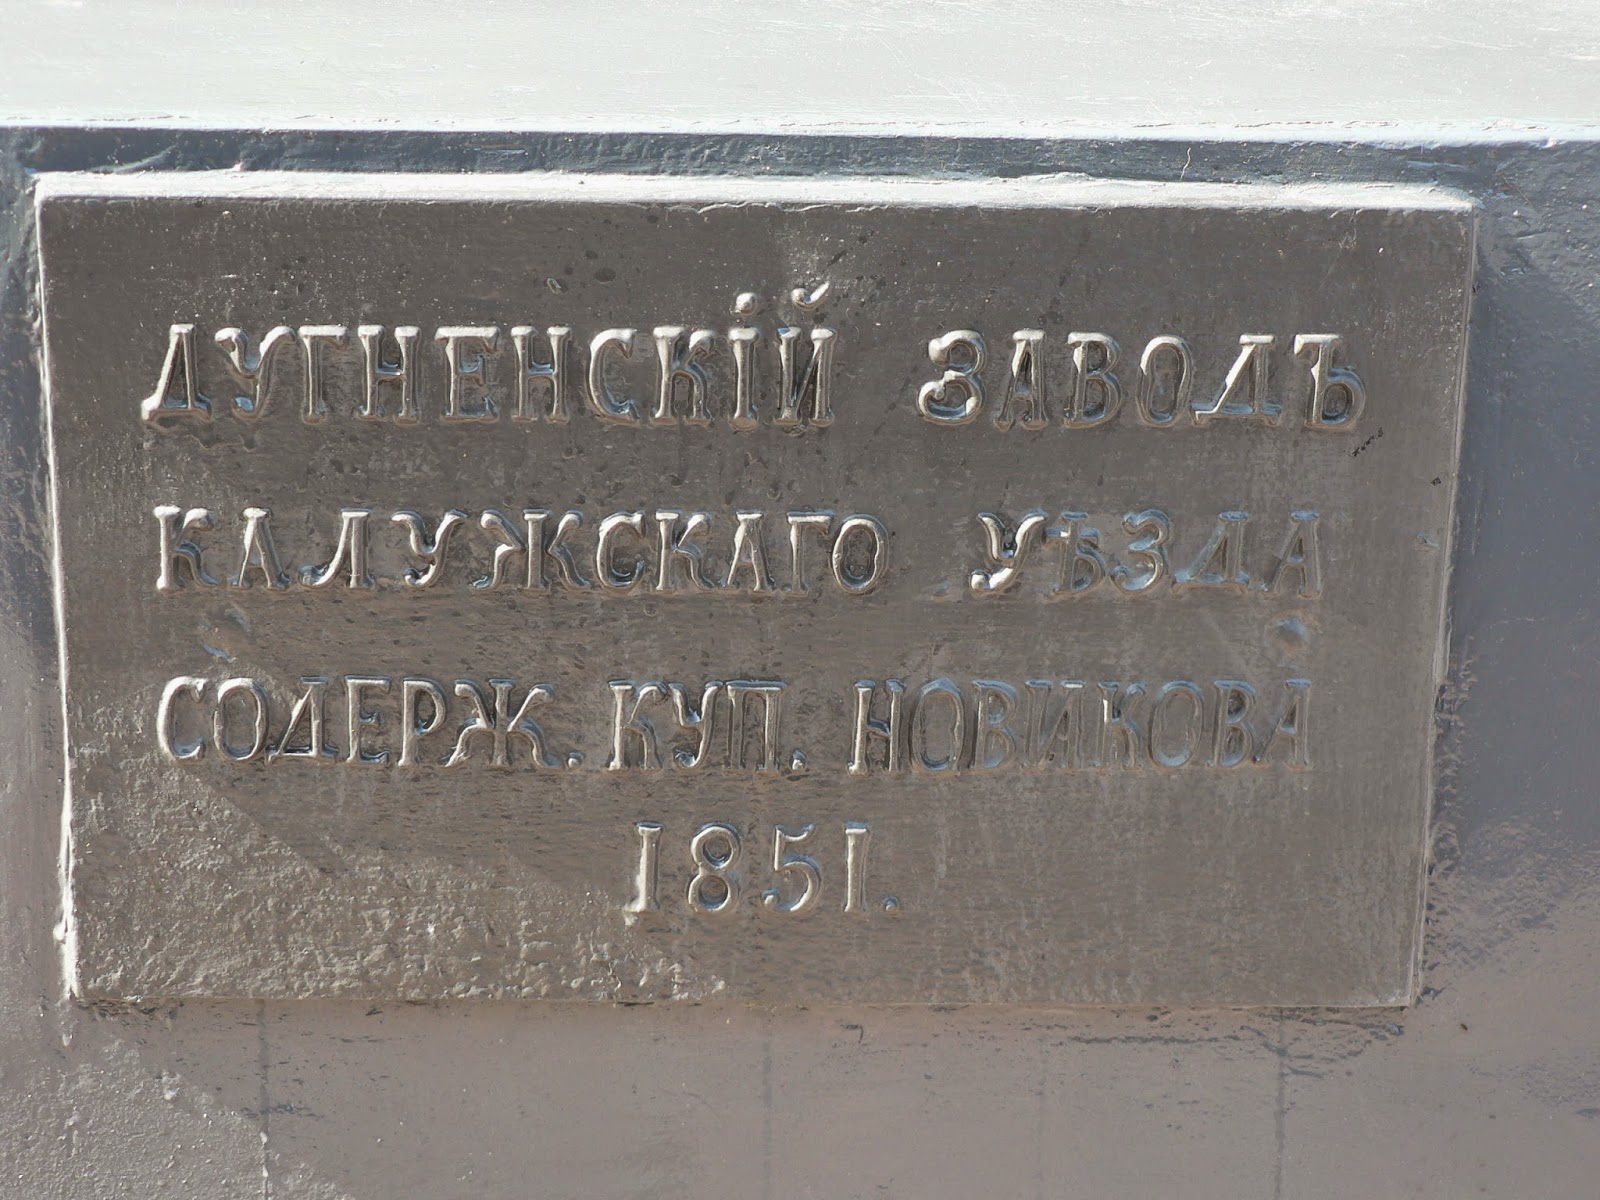 ДУГНЕНСКІЙ ЗАВОДЪ
КАЛУЖСКАГО УѢЗДА
СОДЕРЖ. КУП. НОВИКОВА
1851.